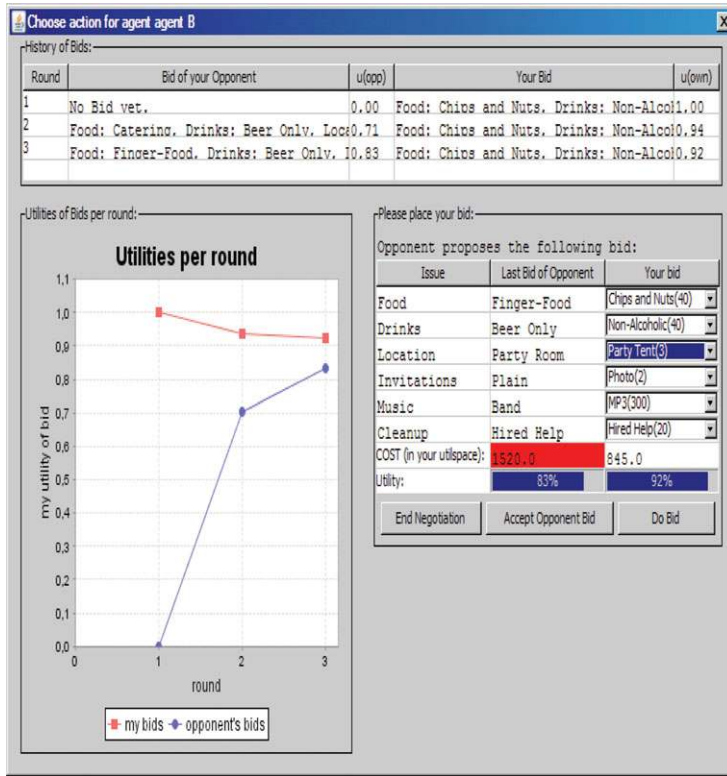 Choose action for agent agent B
History of Bids:
Round Bid of your Opponent u(opp) Your Bid u(own)
1 No Bid yet. 0.00 Food: Chips and Nuts, Drinks: Non-Alcol 1.00
2 Food: Catering, Drinks: Beer Only, Loca 0.71 Food: Chips and Nuts, Drinks: Non-Alcol 0.94
3 Food: Finger-Food, Drinks: Beer Only, 0.83 Food: Chips and Nuts, Drinks: Non-Alcol 0.92
Utilities of Bids per round:
Utilities per round
1,1
1,0
0,9
0,8
0,7
0,6
0,5
0,4
0,3
0,2
0,1
0,0
my utility of bid
0 1 2 3
round
my bids opponent's bids
Please place your bid:
Opponent proposes the following bid:
Issue Last Bid of Opponent Your bid
Food Finger-Food Chips and Nuts(40)
Drinks Beer Only Non-Alcoholic(40)
Location Party Room Party Tent(3)
Invitations Plain Photo(2)
Music Band MP3(300)
Cleanup Hired Help Hired Help(20)
COST (in your utilspace): 1520.0 845.0
Utility: 83% 92%
End Negotiation Accept Opponent Bid Do Bid